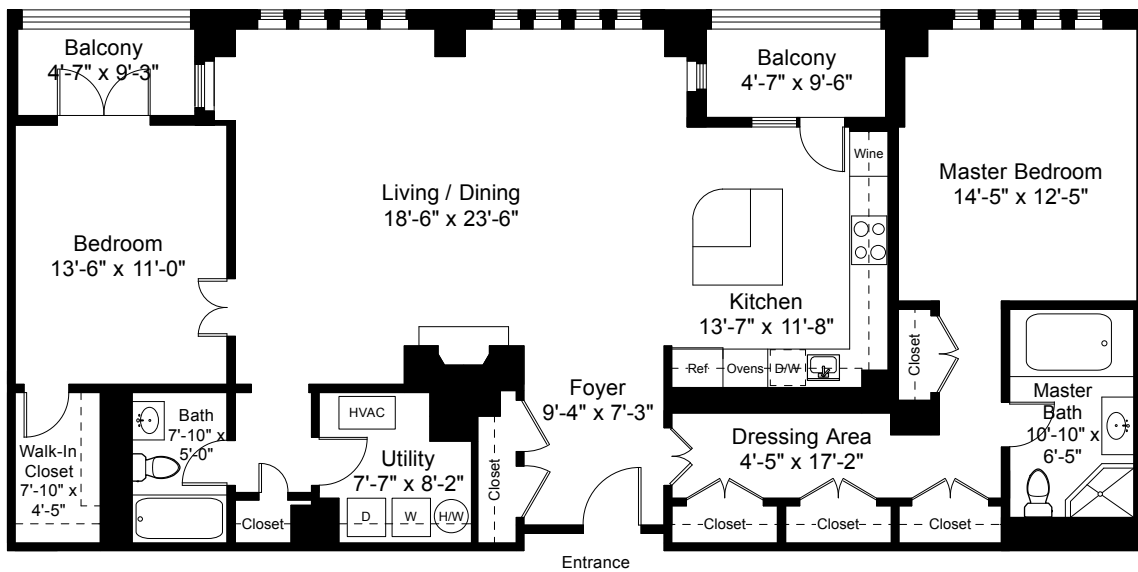 Balcony
4'-7" x 9'-3"
Balcony
4'-7" x 9'-6"
Wine
Master Bedroom
14'-5" x 12'-5"
Living / Dining
18'-6" x 23'-6"
Bedroom
13'-6" x 11'-0"
Kitchen
13'-7" x 11'-8"
Closet
Ref
Ovens
D/W
Foyer
9'-4" x 7'-3"
Master
Bath
10'-10" x
6'-5"
HVAC
Bath
7'-10" x
5'-0"
Dressing Area
4'-5" x 17'-2"
Walk-In
Closet
7'-10" x
4'-5"
Utility
7'-7" x 8'-2"
Closet
D
W
H/W
Closet
Closet
Closet
Closet
Entrance